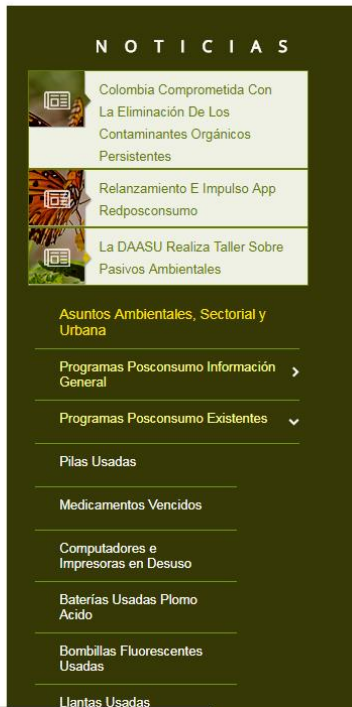 NOTICIAS
Colombia Comprometida Con
La Eliminación De Los
Contaminantes Orgánicos
Persistentes
Relanzamiento E Impulso App
Redposconsumo
La DAASU Realiza Taller Sobre
Pasivos Ambientales
Asuntos Ambientales, Sectorial y
Urbana
Programas Posconsumo Información
General
Programas Posconsumo Existentes
Pilas Usadas
Medicamentos Vencidos
Computadores e
Impresoras en Desuso
Baterías Usadas Plomo
Acido
Bombillas Fluorescentes
Usadas
Llantas Usadas